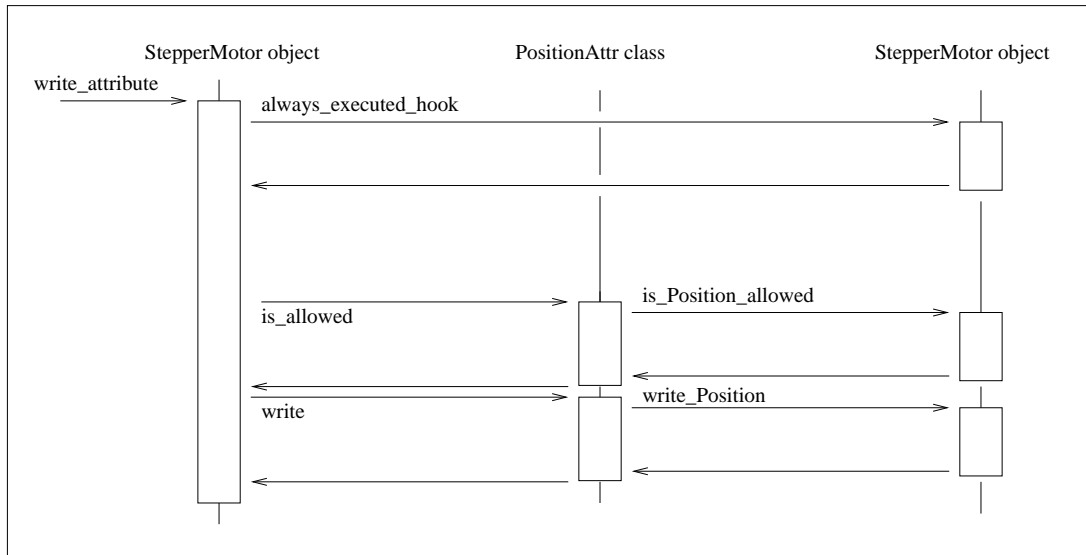 StepperMotor object
PositionAttr class
StepperMotor object
write_attribute
always_executed_hook
is_Position_allowed
is_allowed
write_Position
write